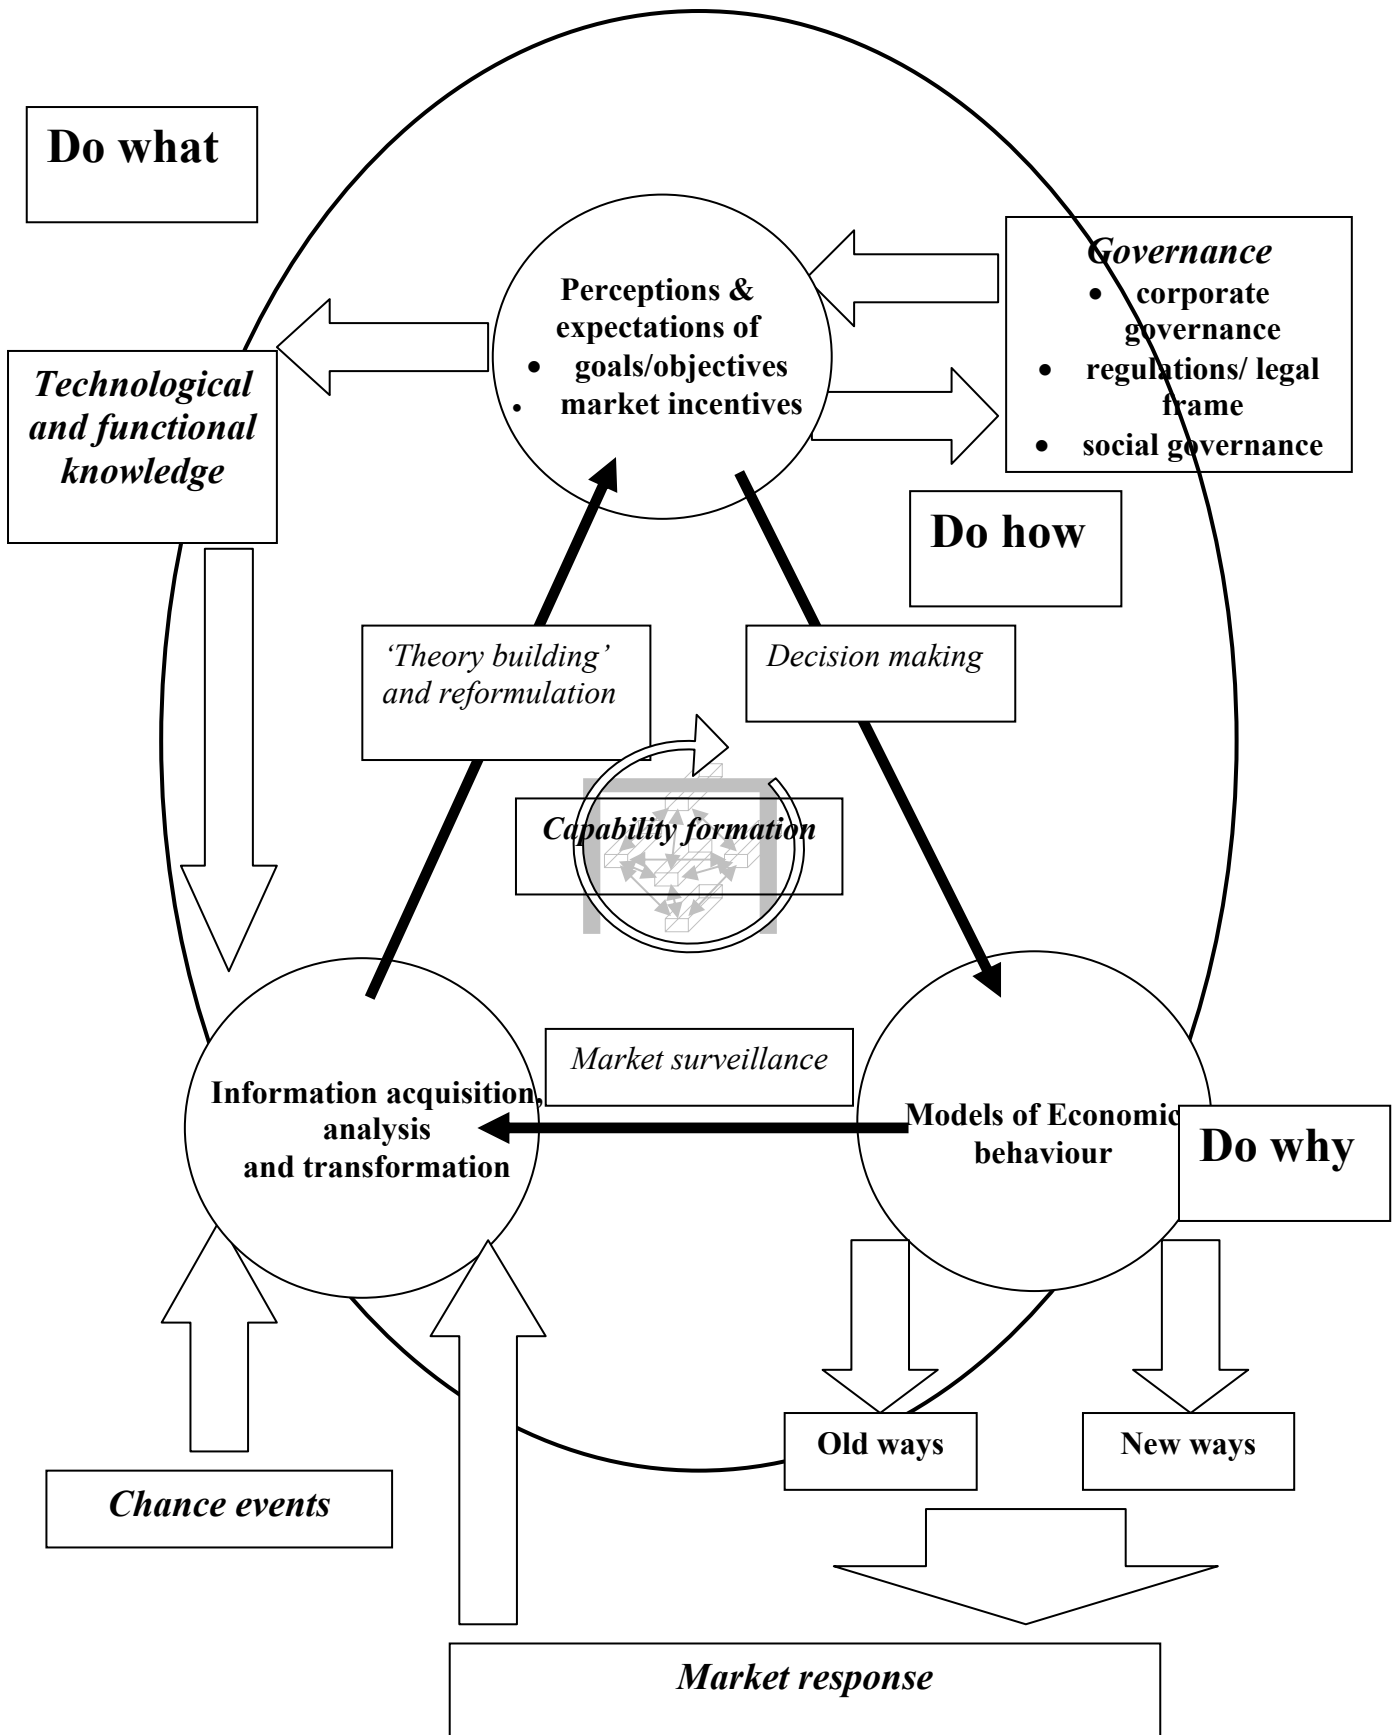 Do what
Perceptions &
expectations of
• goals/objectives
• market incentives
Governance
• corporate
governance
• regulations/ legal
frame
• social governance
Technological
and functional
knowledge
Do how
‘Theory building’
and reformulation
Decision making
Capability formation
Market surveillance
Information acquisition,
analysis
and transformation
Models of Economic
behaviour
Do why
Old ways
New ways
Chance events
Market response